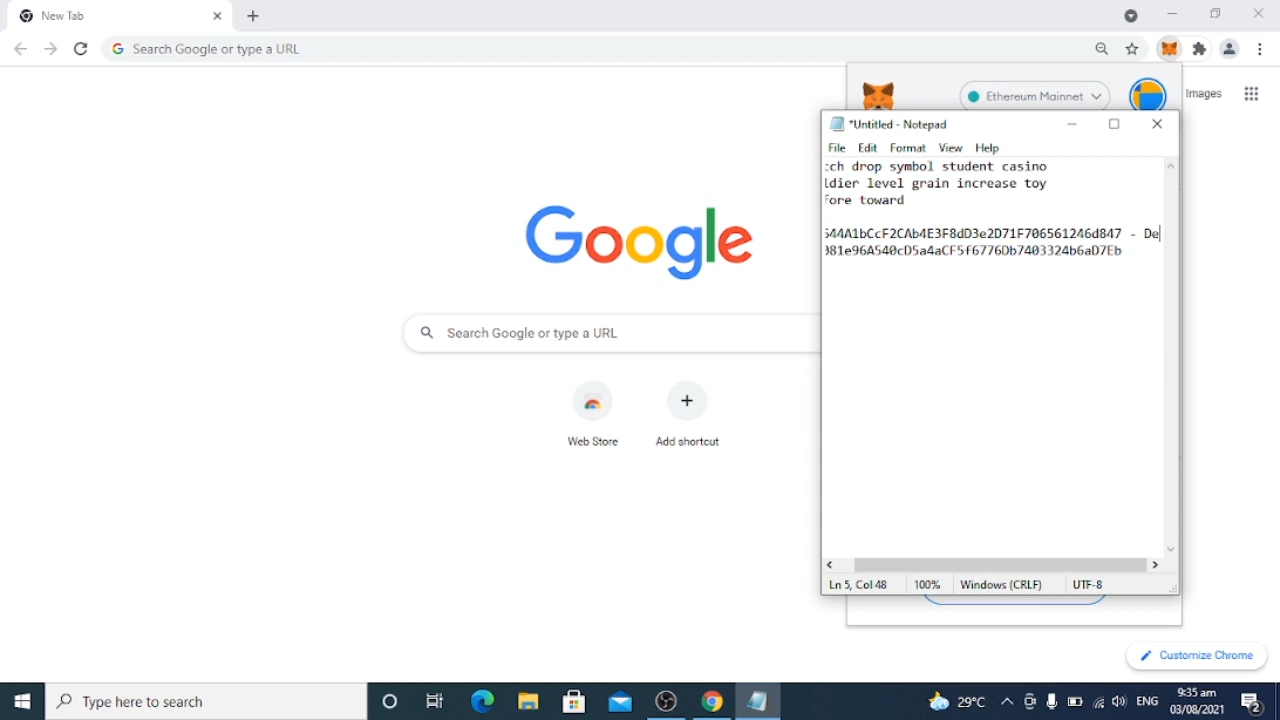 New Tab
Search Google or type a URL
Ethereum Mainnet
Images
*Untitled - Notepad
File Edit Format View Help
drop symbol student casino
level grain increase toy
toward
44A1bCcF2CAb4E3F8dD3e2D71F706561246d847 - De
81e96A540cD5a4aCF5f6776Db7403324b6aD7Eb
Google
Search Google or type a URL
Web Store
Add shortcut
Ln 5, Col 48
100%
Windows (CRLF)
UTF-8
Customize Chrome
Type here to search
29°C
ENG
9:35 am
03/08/2021
2